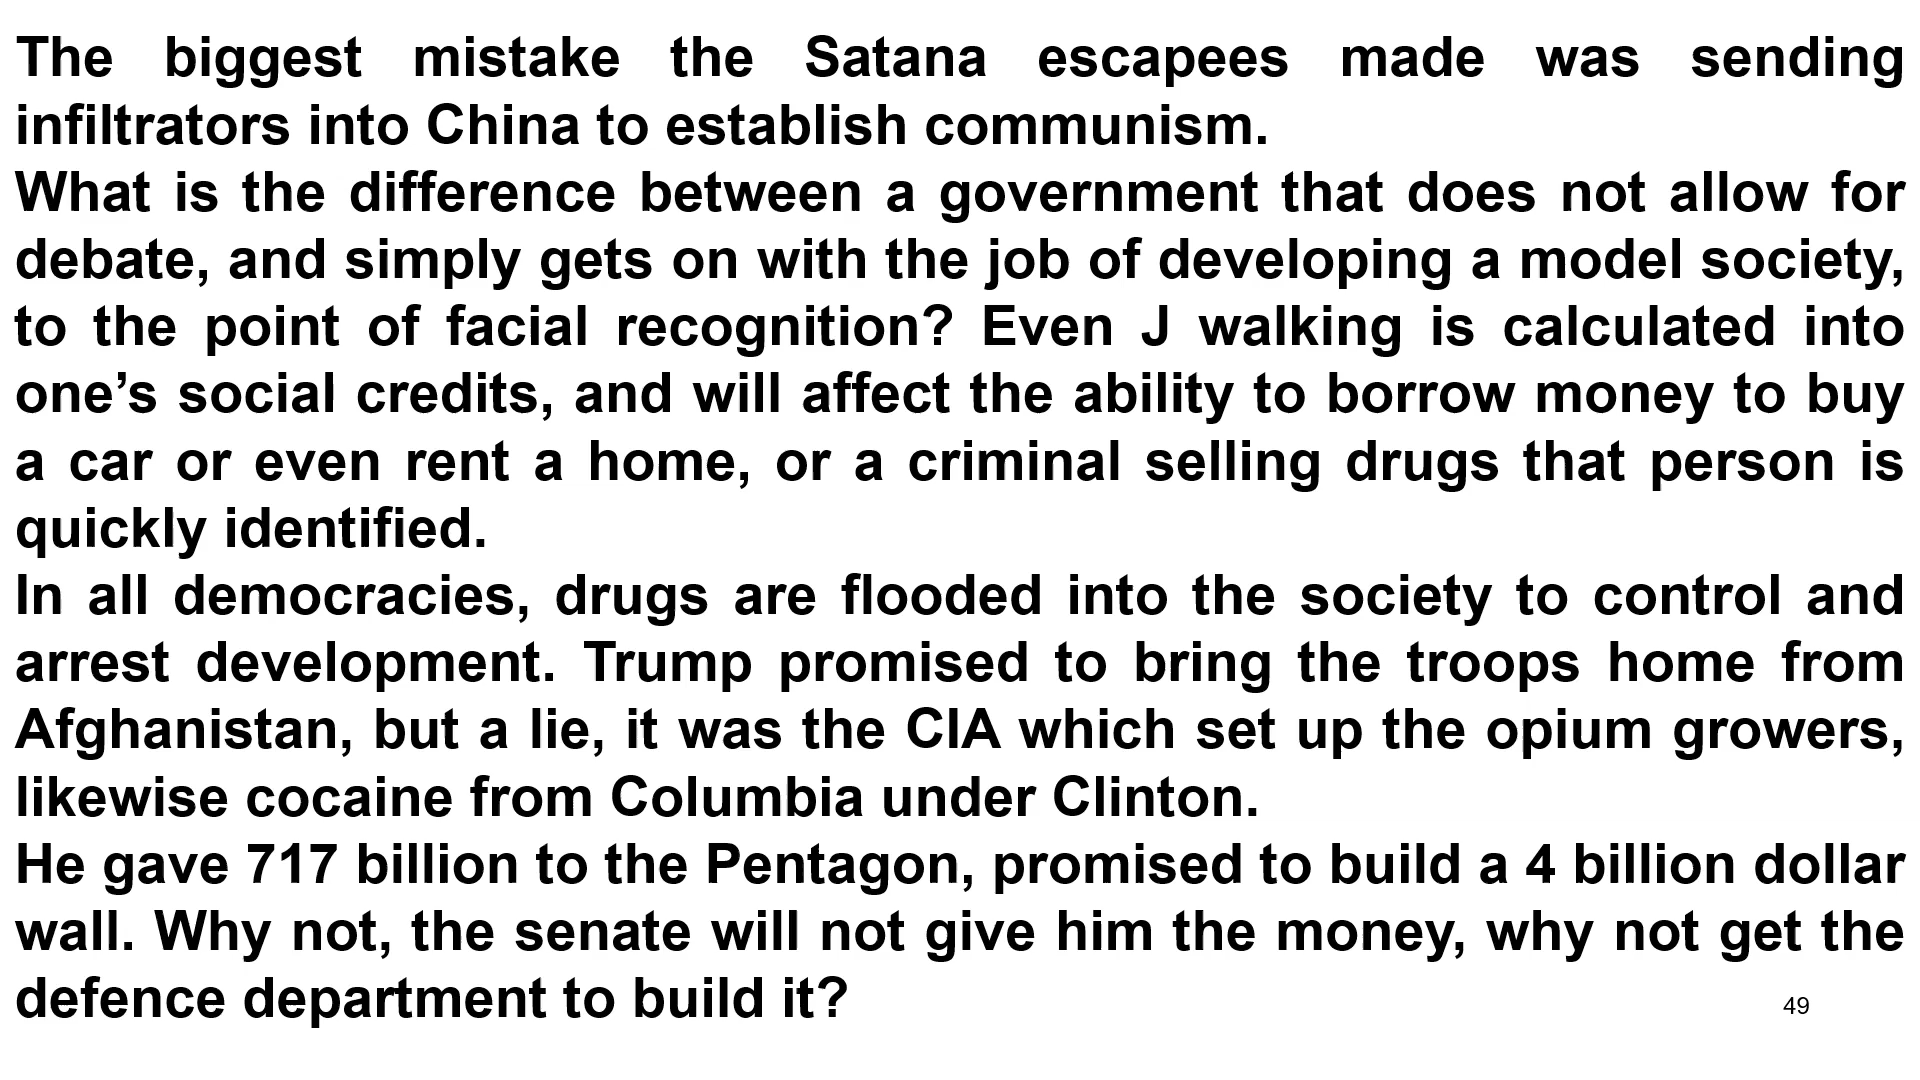 The biggest mistake the Satana escapees made was sending
infiltrators into China to establish communism.
What is the difference between a government that does not allow for
debate, and simply gets on with the job of developing a model society,
to the point of facial recognition? Even J walking is calculated into
one’s social credits, and will affect the ability to borrow money to buy
a car or even rent a home, or a criminal selling drugs that person is
quickly identified.
In all democracies, drugs are flooded into the society to control and
arrest development. Trump promised to bring the troops home from
Afghanistan, but a lie, it was the CIA which set up the opium growers,
likewise cocaine from Columbia under Clinton.
He gave 717 billion to the Pentagon, promised to build a 4 billion dollar
wall. Why not, the senate will not give him the money, why not get the
defence department to build it?
49